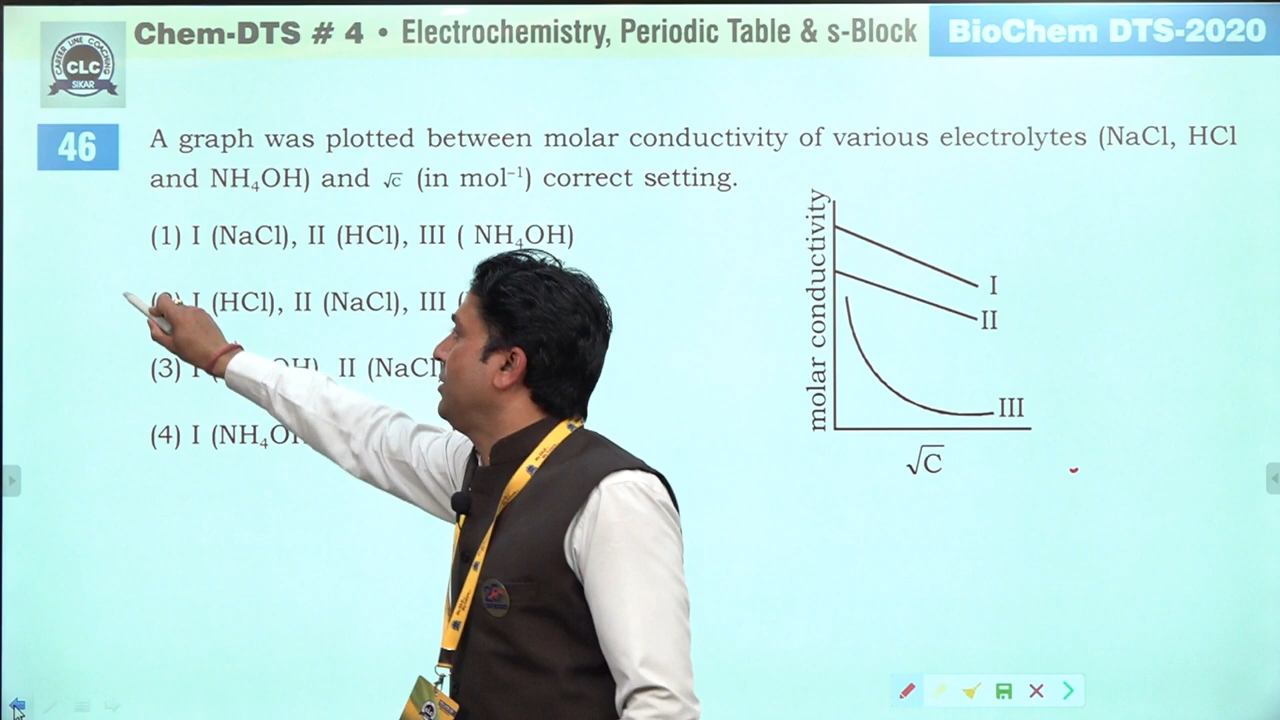 Chem-DTS # 4 • Electrochemistry, Periodic Table & s-Block
BioChem DTS-2020
CAREER LINE COACHING
CLC
SIKAR
46
A graph was plotted between molar conductivity of various electrolytes (NaCl, HCl
and NH₄OH) and √c (in mol⁻¹) correct setting.
(1) I (NaCl), II (HCl), III ( NH₄OH)
I (HCl), II (NaCl), III (
(3) II (NaCl
(4) I (NH₄OH
molar conductivity
I
II
III
√C
CLC